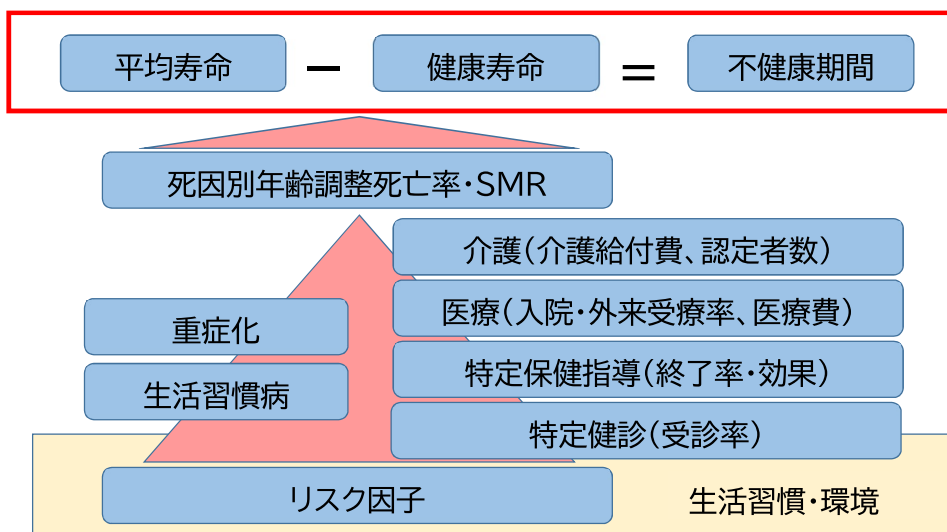 平均寿命 － 健康寿命 ＝ 不健康期間
死因別年齢調整死亡率・SMR
介護（介護給付費、認定者数）
医療（入院・外来受療率、医療費）
重症化
特定保健指導（終了率・効果）
生活習慣病
特定健診（受診率）
リスク因子
生活習慣・環境